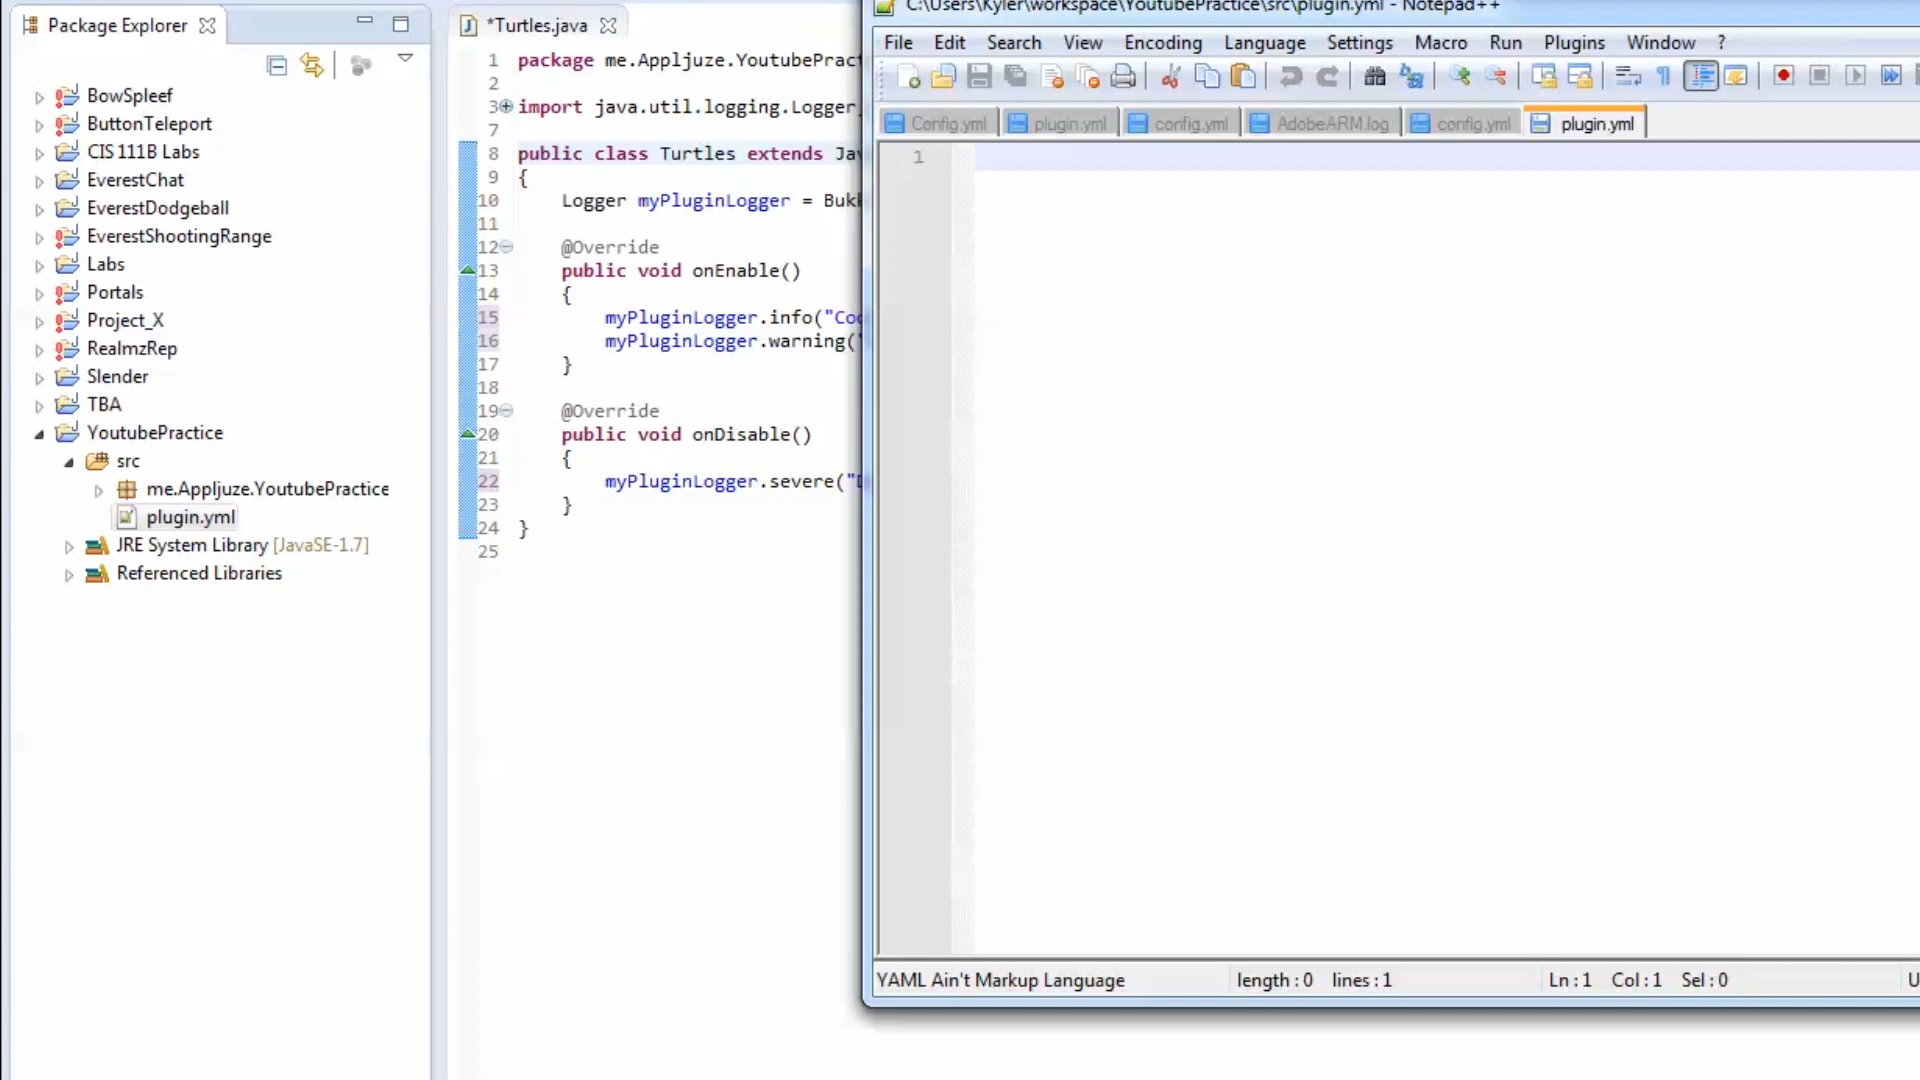 Package Explorer
BowSpleef
ButtonTeleport
CIS 111B Labs
EverestChat
EverestDodgeball
EverestShootingRange
Labs
Portals
Project_X
RealmzRep
Slender
TBA
YoutubePractice
src
me.Appljuze.YoutubePractice
plugin.yml
JRE System Library [JavaSE-1.7]
Referenced Libraries
*Turtles.java
1 package me.Appljuze.YoutubePract
2
3 import java.util.logging.Logger
7
8 public class Turtles extends Jav
9 {
10 Logger myPluginLogger = Bukk
11
12 @Override
13 public void onEnable()
14 {
15 myPluginLogger.info("Coo
16 myPluginLogger.warning("
17 }
18
19 @Override
20 public void onDisable()
21 {
22 myPluginLogger.severe("D
23 }
24 }
25
C:\Users\Kyler\workspace\YoutubePractice\src\plugin.yml - Notepad++
File Edit Search View Encoding Language Settings Macro Run Plugins Window ?
Config.yml plugin.yml config.yml AdobeARM.log config.yml plugin.yml
1
YAML Ain't Markup Language length : 0 lines : 1 Ln : 1 Col : 1 Sel : 0 U